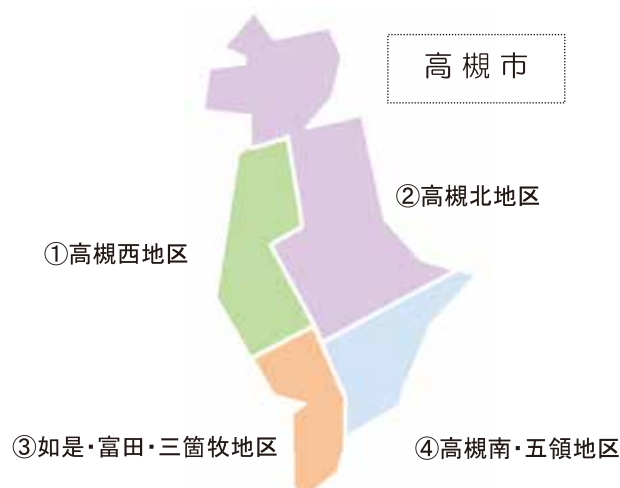 高槻市
②高槻北地区
①高槻西地区
③如是・富田・三箇牧地区
④高槻南・五領地区